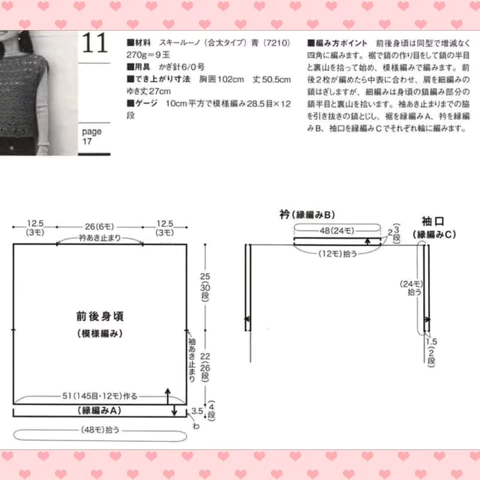 11
page
17
■材料 スキールーノ（合太タイプ）青（7210）
270g＝9玉
■用具 かぎ針6/0号
■でき上がり寸法 胸囲102cm 丈50.5cm
ゆき丈27cm
■ゲージ 10cm平方で模様編み28.5目×12
段
■編み方ポイント 前後身頃は同型で増減なく
四角に編みます。裾で鎖の作り目をして鎖の半目
と裏山を拾って始め、模様編みで編みます。前
後2枚が編めたら中表に合わせ、肩を細編みの
鎖はぎしますが、細編みは身頃の鎖編み部分の
鎖半目と裏山を拾います。袖あき止まりまでの脇
を引き抜きの鎖とじし、裾を縁編みA、衿を縁編
みB、袖口を縁編みCでそれぞれ輪に編みます。
12.5
(3モ)
26(6モ)
12.5
(3モ)
衿あき止まり
25
(30段)
前後身頃
(模様編み)
袖あき止まり
22
(26段)
51(145目・12モ)作る
(縁編みA)
3.5
(4段)
わ
(48モ)拾う
衿(縁編みB)
48(24モ)
2
(3段)
(12モ)拾う
袖口
(縁編みC)
(24モ)
拾う
1.5
(2段)